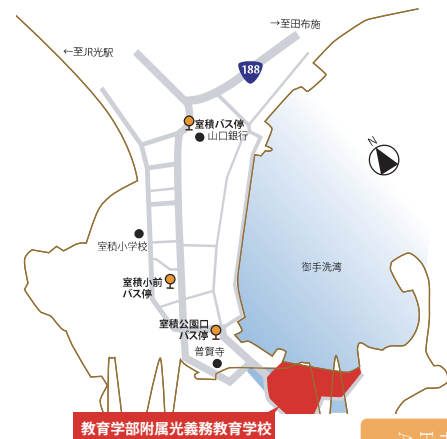 →至田布施
←至JR光駅
188
室積バス停
山口銀行
N
室積小学校
御手洗湾
室積小前
バス停
室積公園口
バス停
普賢寺
教育学部附属光義務教育学校